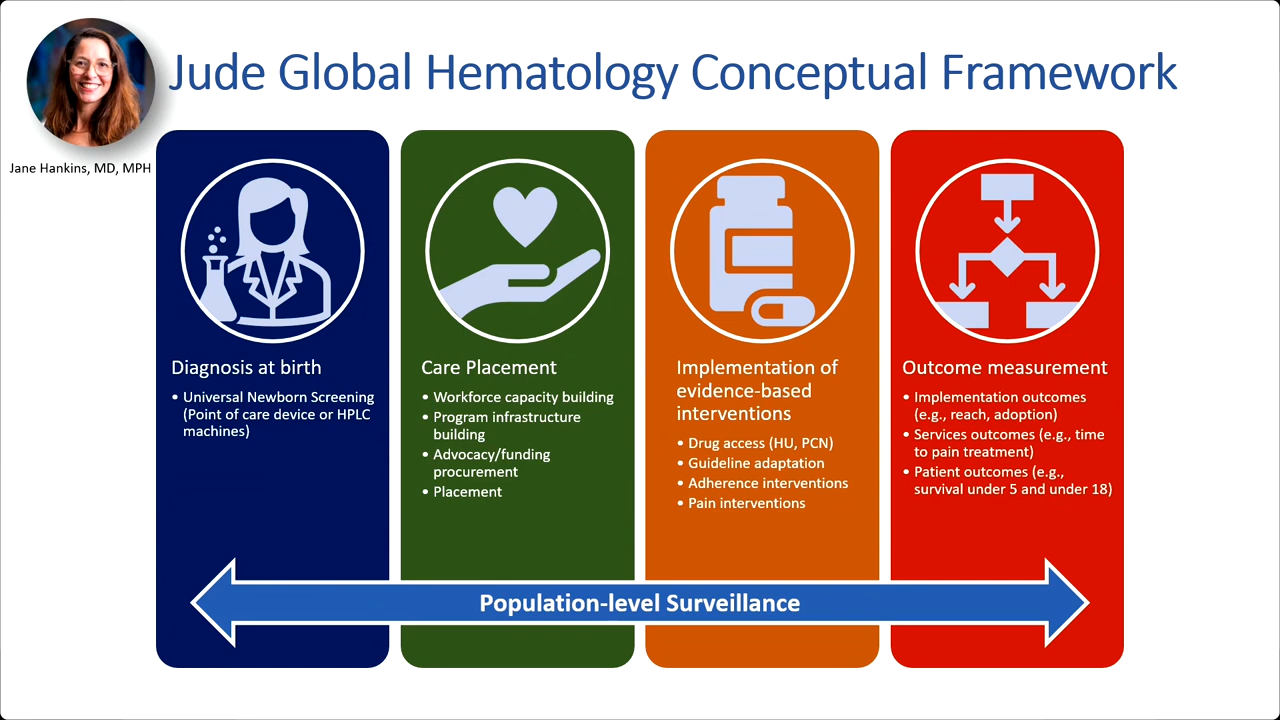 Jude Global Hematology Conceptual Framework
Jane Hankins, MD, MPH
Diagnosis at birth
• Universal Newborn Screening
(Point of care device or HPLC
machines)
Care Placement
• Workforce capacity building
• Program infrastructure
building
• Advocacy/funding
procurement
• Placement
Implementation of
evidence-based
interventions
• Drug access (HU, PCN)
• Guideline adaptation
• Adherence interventions
• Pain interventions
Outcome measurement
• Implementation outcomes
(e.g., reach, adoption)
• Services outcomes (e.g., time
to pain treatment)
• Patient outcomes (e.g.,
survival under 5 and under 18)
Population-level Surveillance